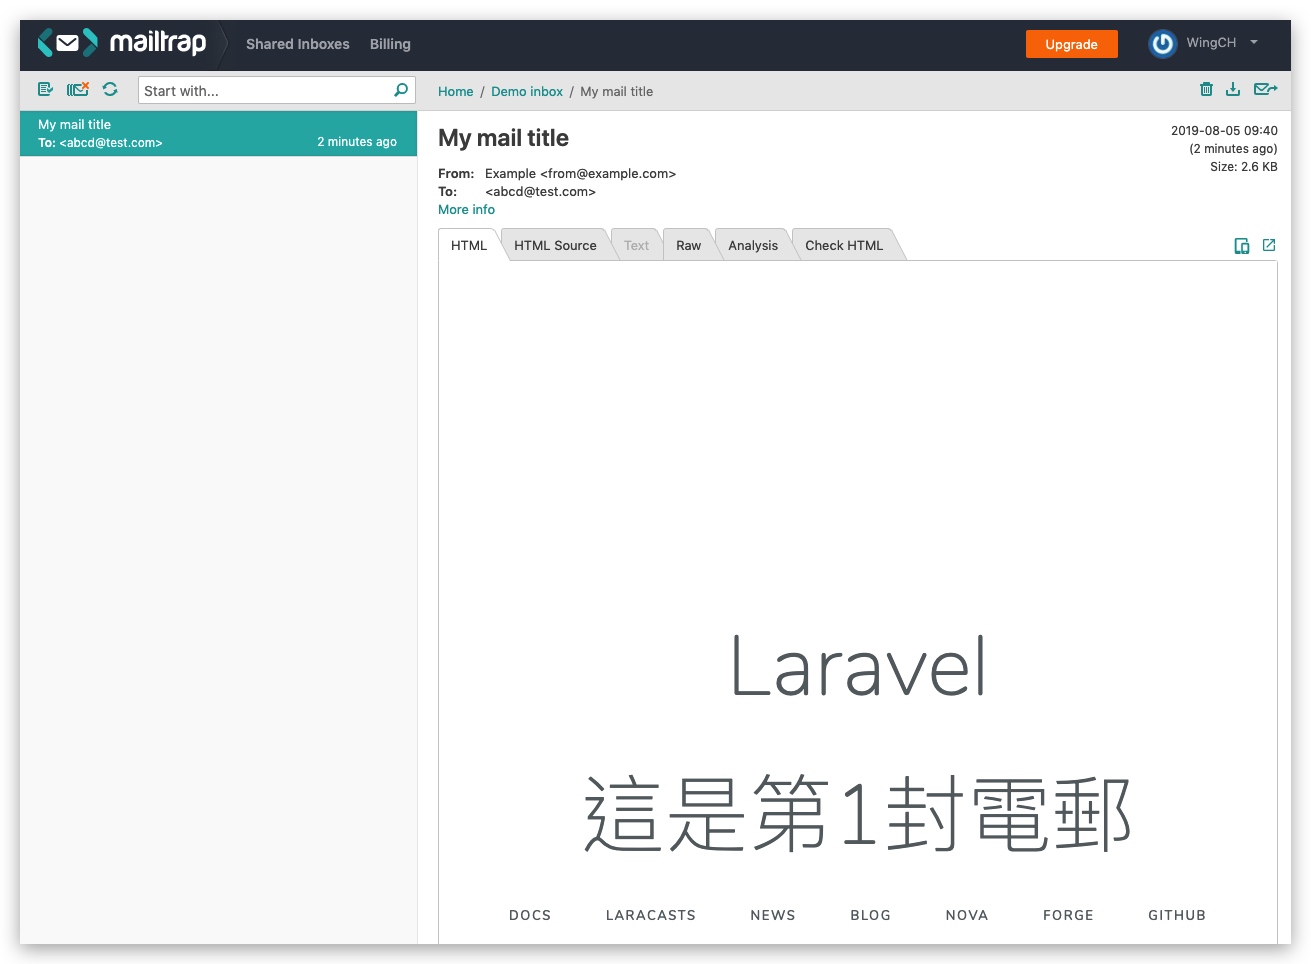 mailtrap
Shared Inboxes
Billing
Upgrade
WingCH
Start with...
Home / Demo inbox / My mail title
My mail title
To: <abcd@test.com>
2 minutes ago
My mail title
2019-08-05 09:40
(2 minutes ago)
Size: 2.6 KB
From: Example <from@example.com>
To: <abcd@test.com>
More info
HTML
HTML Source
Text
Raw
Analysis
Check HTML
Laravel
這是第1封電郵
DOCS
LARACASTS
NEWS
BLOG
NOVA
FORGE
GITHUB